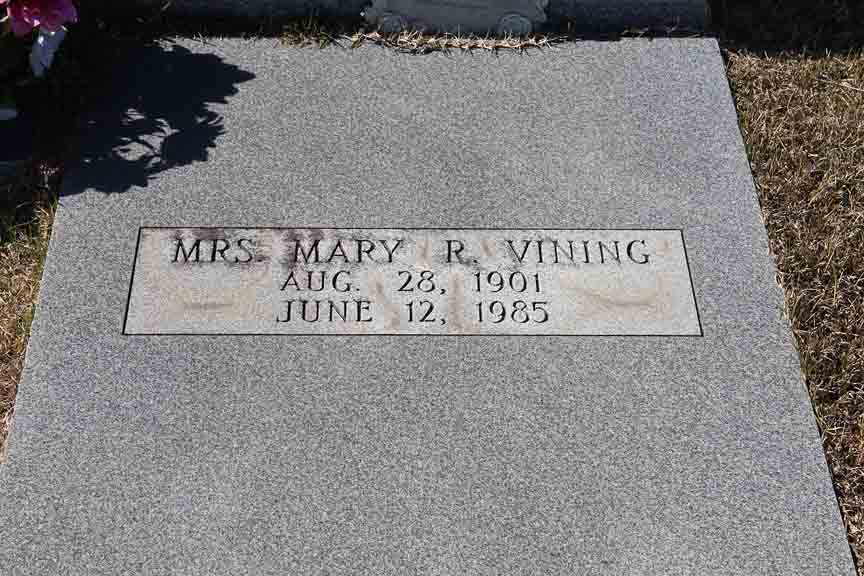 MRS. MARY R. VINING
AUG. 28, 1901
JUNE 12, 1985